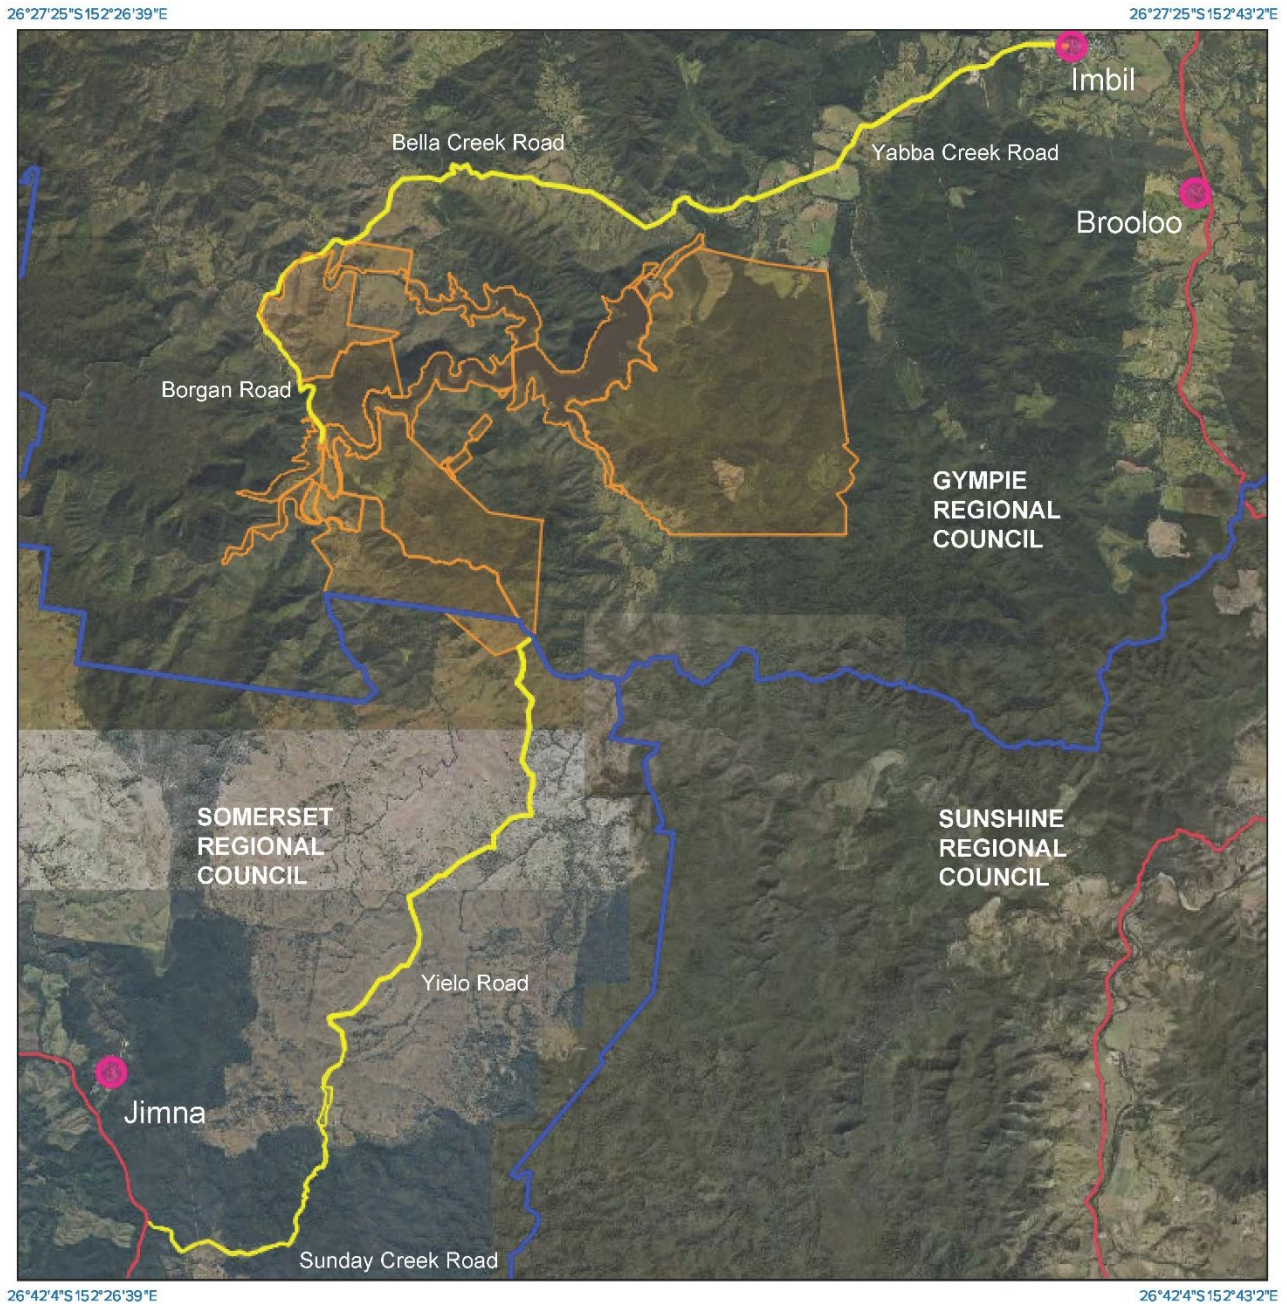 26°27'25"S152°26'39"E
26°27'25"S152°43'2"E
Imbil
Bella Creek Road
Yabba Creek Road
Brooloo
Borgan Road
GYMPIE
REGIONAL
COUNCIL
SOMERSET
REGIONAL
COUNCIL
SUNSHINE
REGIONAL
COUNCIL
Yielo Road
Jimna
Sunday Creek Road
26°42'4"S152°26'39"E
26°42'4"S152°43'2"E